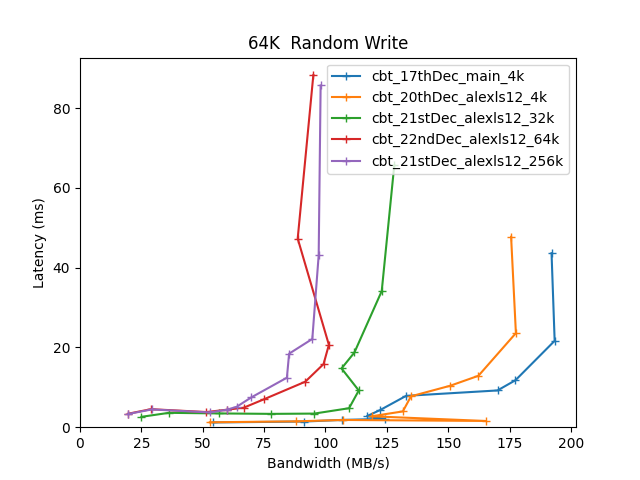 64K  Random Write
cbt_17thDec_main_4k
cbt_20thDec_alexls12_4k
cbt_21stDec_alexls12_32k
cbt_22ndDec_alexls12_64k
cbt_21stDec_alexls12_256k
Latency (ms)
80
60
40
20
0
0 25 50 75 100 125 150 175 200
Bandwidth (MB/s)